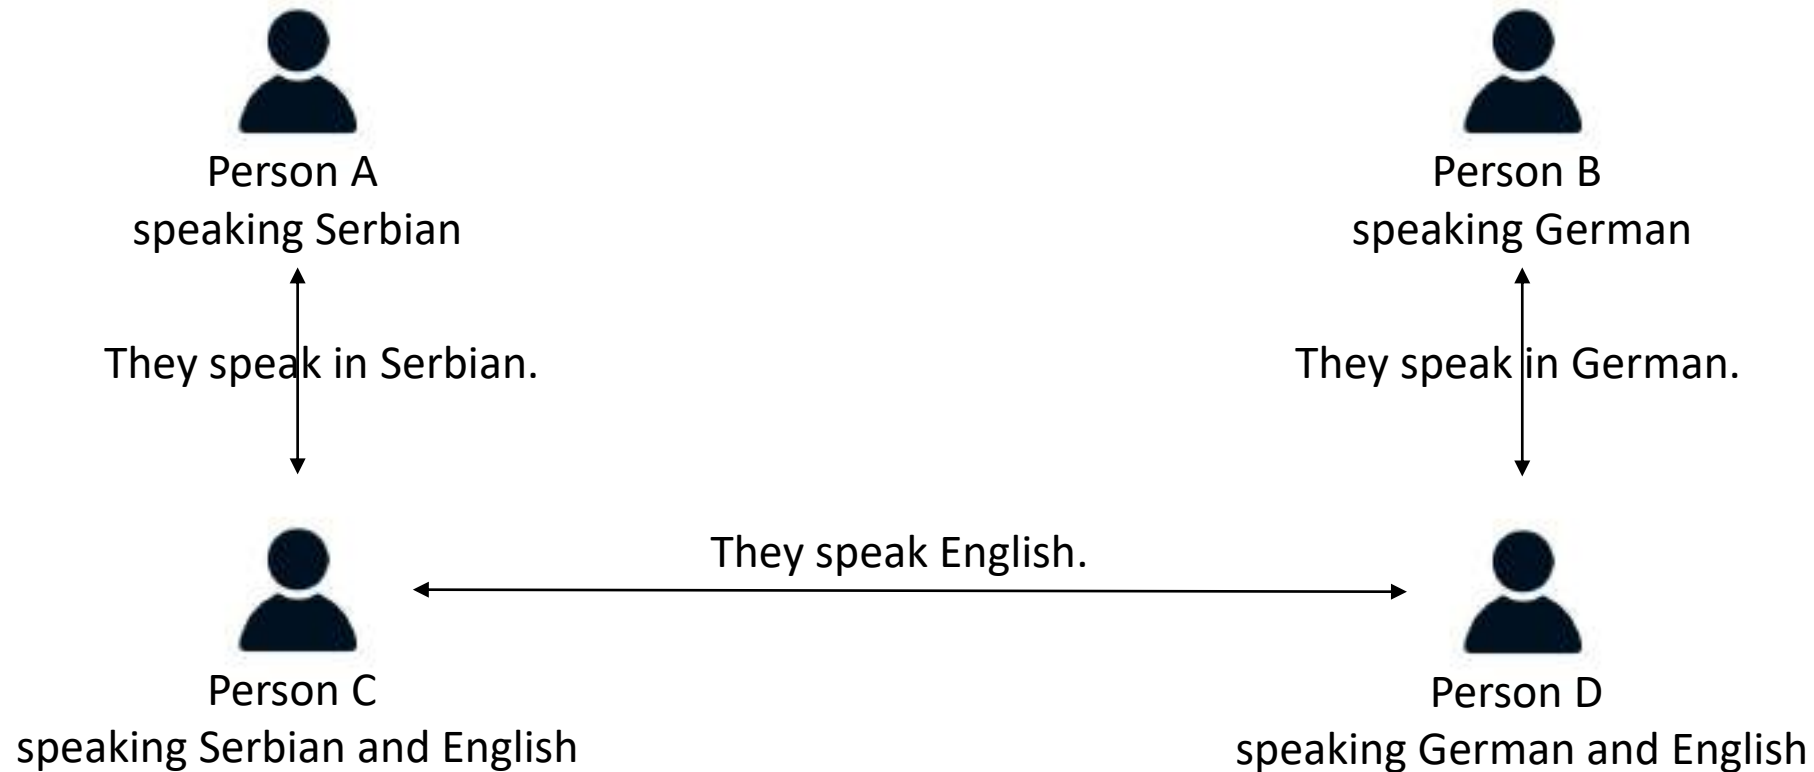 Person A
speaking Serbian
Person B
speaking German
They speak in Serbian.
They speak in German.
They speak English.
Person C
speaking Serbian and English
Person D
speaking German and English